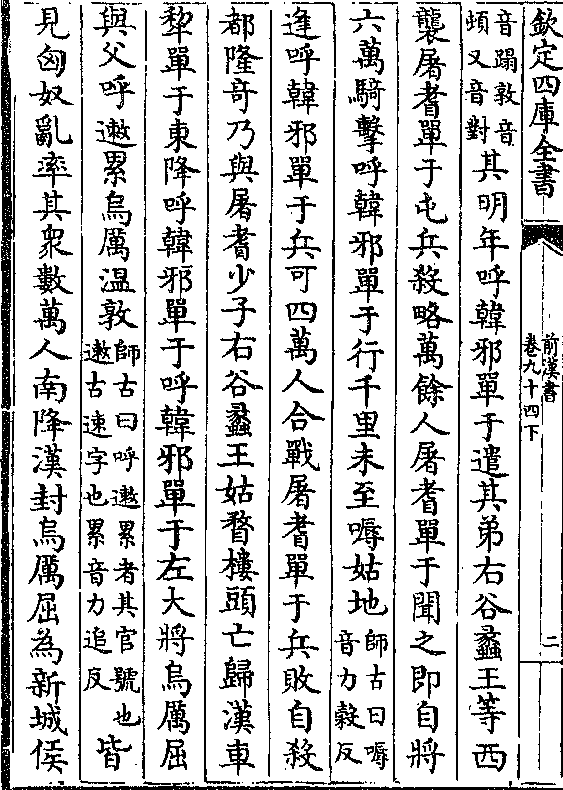 欽定四庫全書
前漢書
卷九十四下
二
音蹋敦音
頓又音對
其明年呼韓邪單于遣其弟右谷蠡王等西
襲屠耆單于屯兵殺略萬餘人屠耆單于聞之即自將
六萬騎擊呼韓邪單于行千里未至嗕姑地
師古曰嗕
音力穀反
逢呼韓邪單于兵可四萬人合戰屠耆單于兵敗自殺
都隆奇乃與屠耆少子右谷蠡王姑瞀樓頭亡歸漢車
犂單于東降呼韓邪單于呼韓邪單于左大將烏厲屈
與父呼遬累烏厲温敦
師古曰呼遬累者其官號也
遬古速字也累音力追反
皆
見匈奴亂率其衆數萬人南降漢封烏厲屈為新城侯